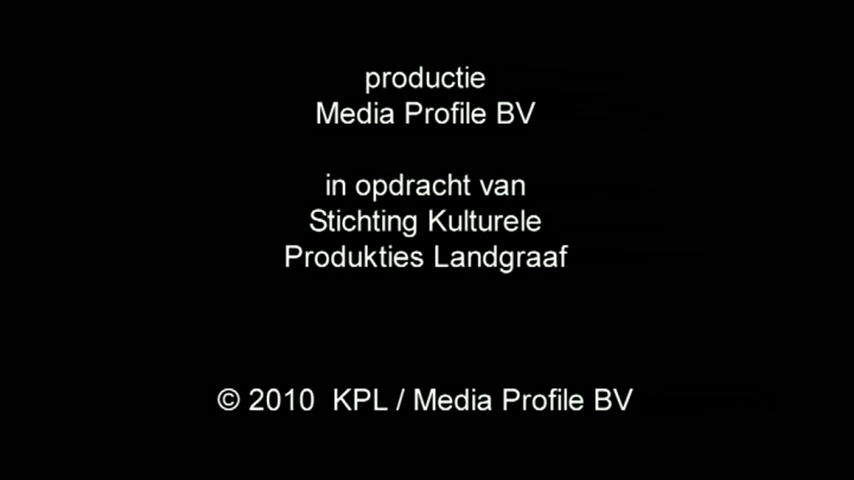 productie
Media Profile BV
in opdracht van
Stichting Kulturele
Produkties Landgraaf
© 2010 KPL / Media Profile BV